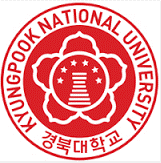 KYUNGPOOK NATIONAL UNIVERSITY
경북대학교